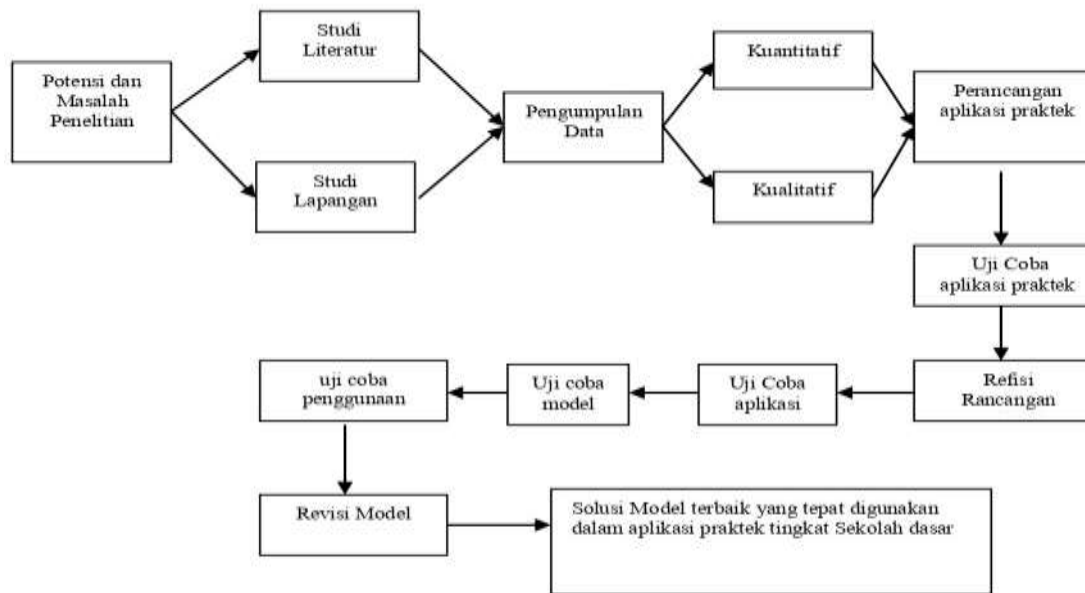 Potensi dan
Masalah
Penelitian
Studi
Literatur
Studi
Lapangan
Pengumpulan
Data
Kuantitatif
Kualitatif
Perancangan
aplikasi praktek
Uji Coba
aplikasi praktek
Refisi
Rancangan
Uji Coba
aplikasi
Uji coba
model
uji coba
penggunaan
Revisi Model
Solusi Model terbaik yang tepat digunakan
dalam aplikasi praktek tingkat Sekolah dasar